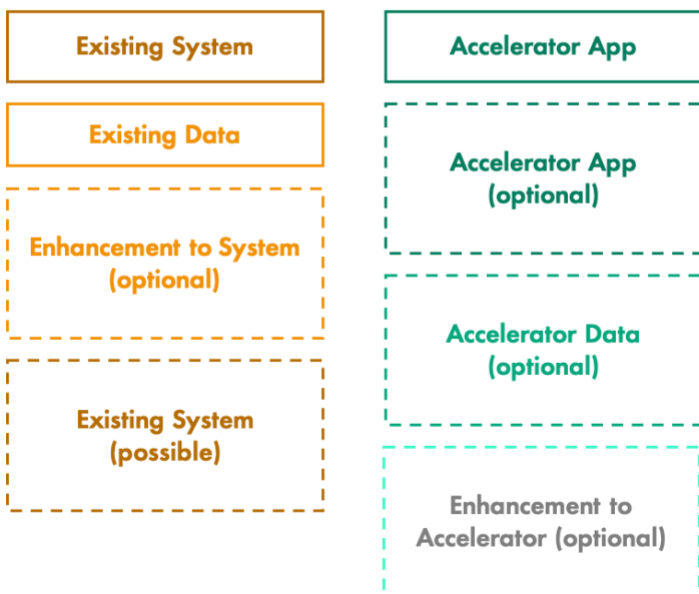 Existing System
Existing Data
Enhancement to System
(optional)
Existing System
(possible)
Accelerator App
Accelerator App
(optional)
Accelerator Data
(optional)
Enhancement to
Accelerator (optional)